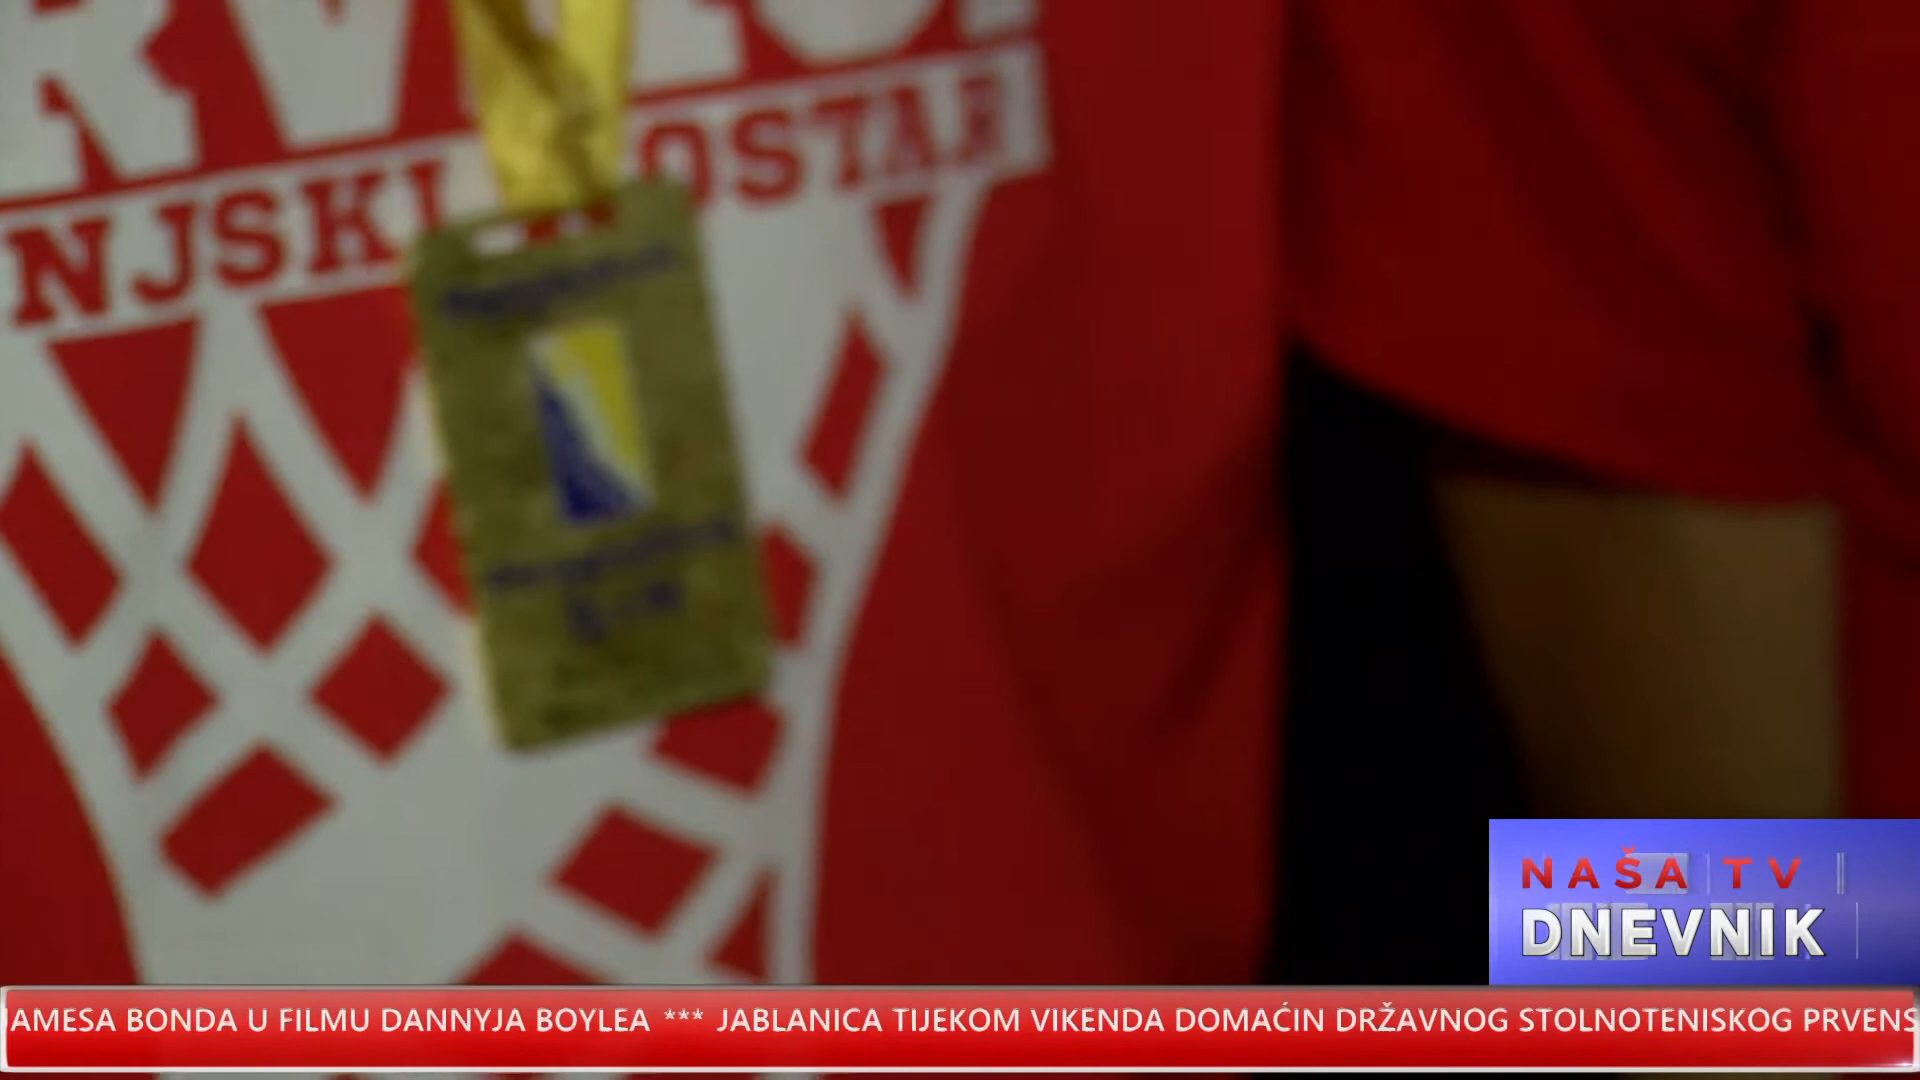 NJSKI OSTAR
NAŠA TV
DNEVNIK
AMESA BONDA U FILMU DANNYJA BOYLEA *** JABLANICA TIJEKOM VIKENDA DOMAĆIN DRŽAVNOG STOLNOTENISKOG PRVENS